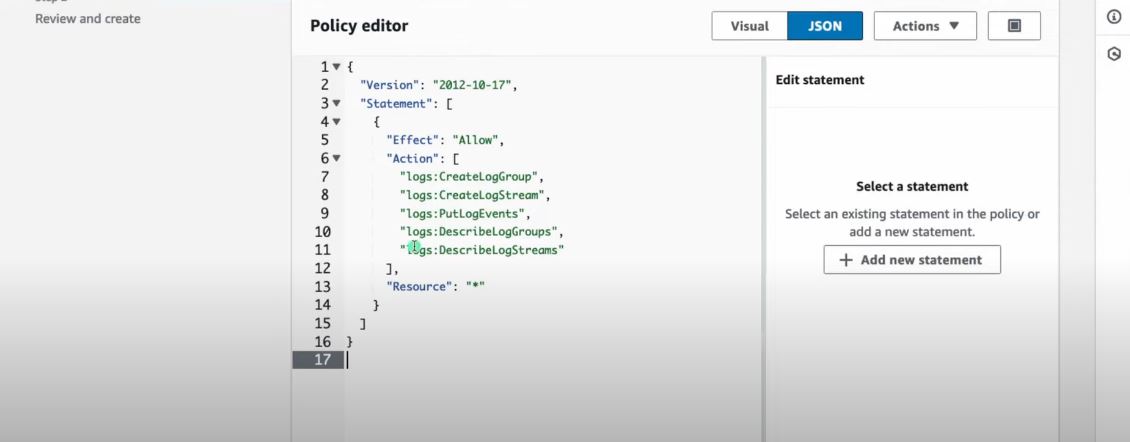 Review and create
Policy editor
Visual
JSON
Actions
1 {
2 "Version": "2012-10-17",
3 "Statement": [
4 {
5 "Effect": "Allow",
6 "Action": [
7 "logs:CreateLogGroup",
8 "logs:CreateLogStream",
9 "logs:PutLogEvents",
10 "logs:DescribeLogGroups",
11 "logs:DescribeLogStreams"
12 ],
13 "Resource": "*"
14 }
15 ]
16 }
17
Edit statement
Select a statement
Select an existing statement in the policy or
add a new statement.
+ Add new statement